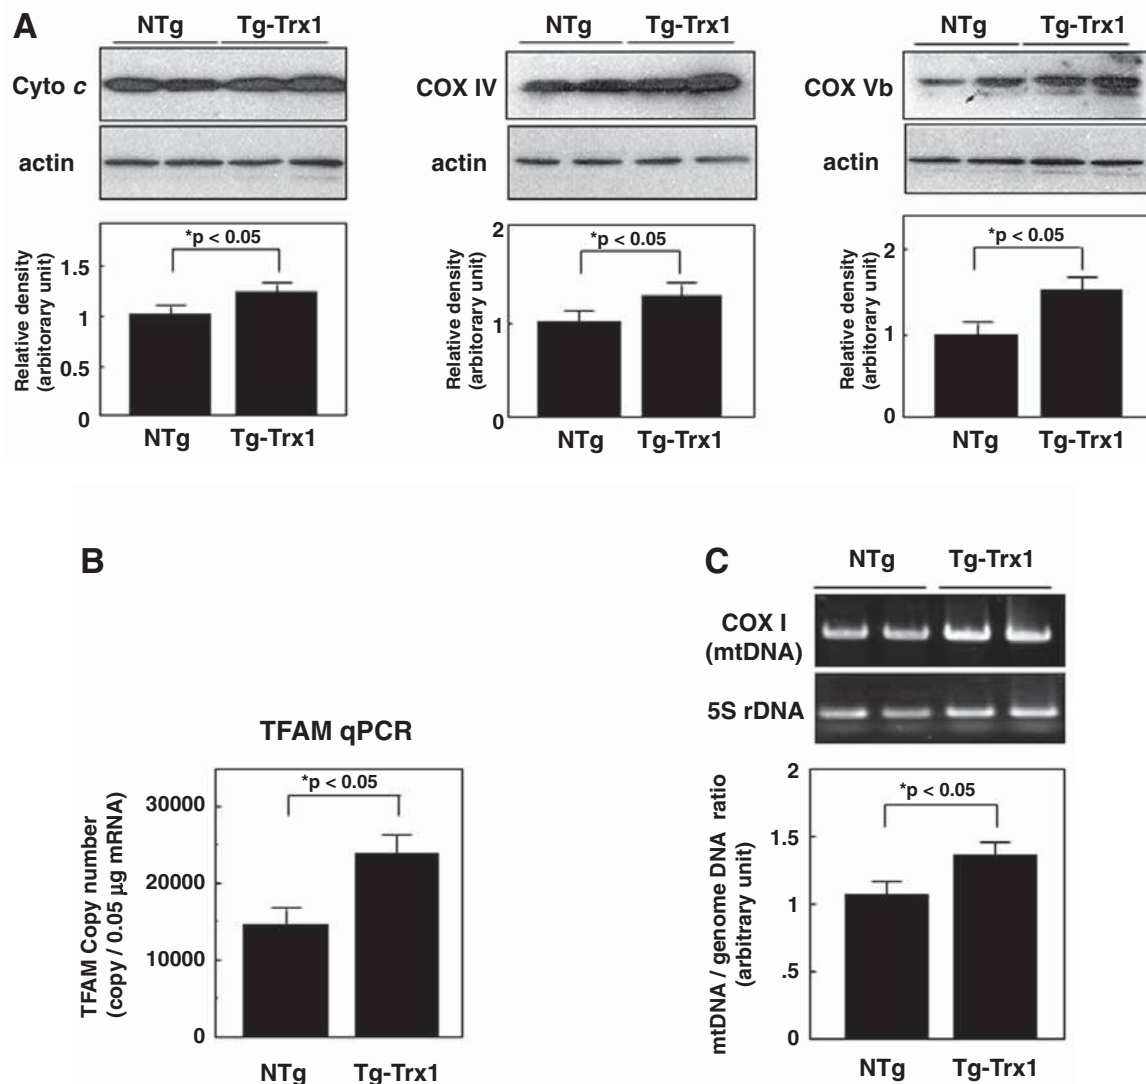 A
NTg Tg-Trx1
Cyto c
actin
Relative density
(arbitorary unit)
1.5
1
0.5
0
*p < 0.05
NTg Tg-Trx1
NTg Tg-Trx1
COX IV
actin
Relative density
(arbitorary unit)
2
1
0
*p < 0.05
NTg Tg-Trx1
NTg Tg-Trx1
COX Vb
actin
Relative density
(arbitorary unit)
2
1
0
*p < 0.05
NTg Tg-Trx1
B
TFAM qPCR
TFAM Copy number
(copy / 0.05 µg mRNA)
30000
20000
10000
0
*p < 0.05
NTg Tg-Trx1
C
NTg Tg-Trx1
COX I
(mtDNA)
5S rDNA
mtDNA / genome DNA ratio
(arbitrary unit)
2
1.5
1
.5
0
*p < 0.05
NTg Tg-Trx1